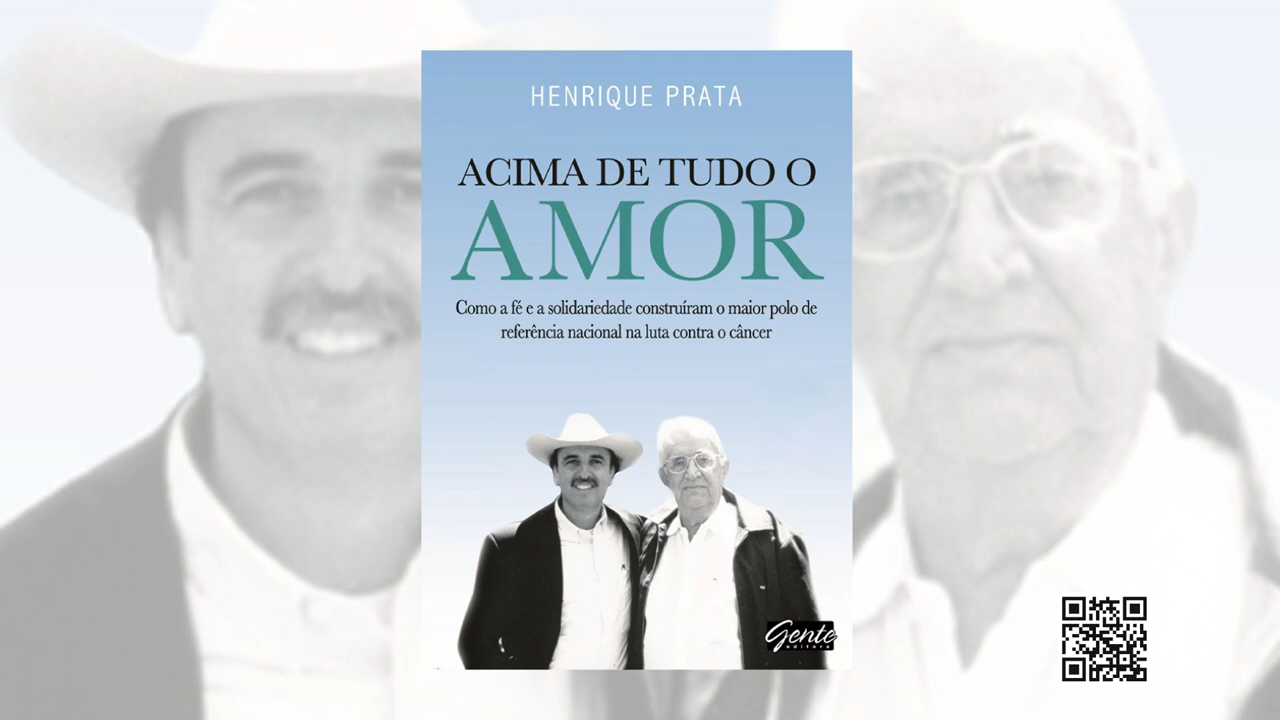 HENRIQUE PRATA
ACIMA DE TUDO O
AMOR
Como a fé e a solidariedade construíram o maior polo de
referência nacional na luta contra o câncer
Gente
editora